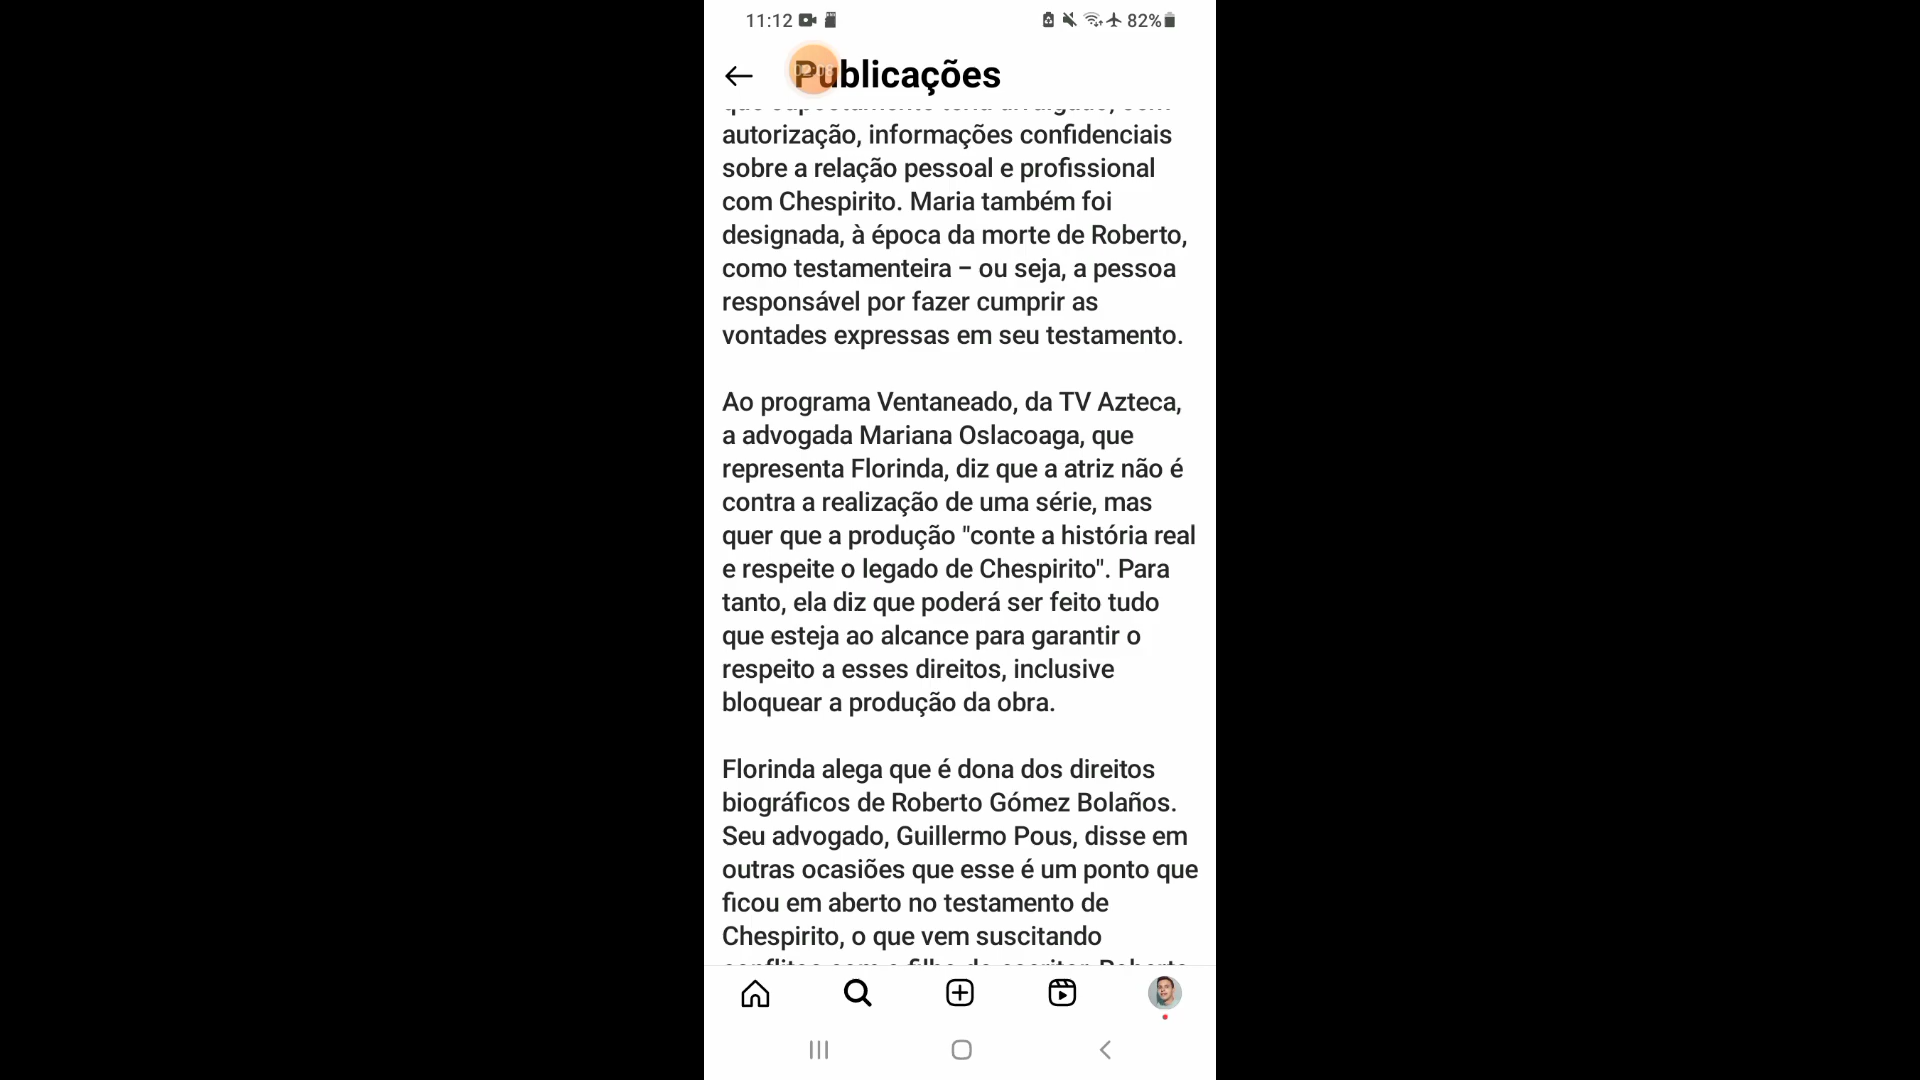 11:12
82%
Publicações
autorização, informações confidenciais
sobre a relação pessoal e profissional
com Chespirito. Maria também foi
designada, à época da morte de Roberto,
como testamenteira – ou seja, a pessoa
responsável por fazer cumprir as
vontades expressas em seu testamento.
Ao programa Ventaneado, da TV Azteca,
a advogada Mariana Oslacoaga, que
representa Florinda, diz que a atriz não é
contra a realização de uma série, mas
quer que a produção "conte a história real
e respeite o legado de Chespirito". Para
tanto, ela diz que poderá ser feito tudo
que esteja ao alcance para garantir o
respeito a esses direitos, inclusive
bloquear a produção da obra.
Florinda alega que é dona dos direitos
biográficos de Roberto Gómez Bolaños.
Seu advogado, Guillermo Pous, disse em
outras ocasiões que esse é um ponto que
ficou em aberto no testamento de
Chespirito, o que vem suscitando